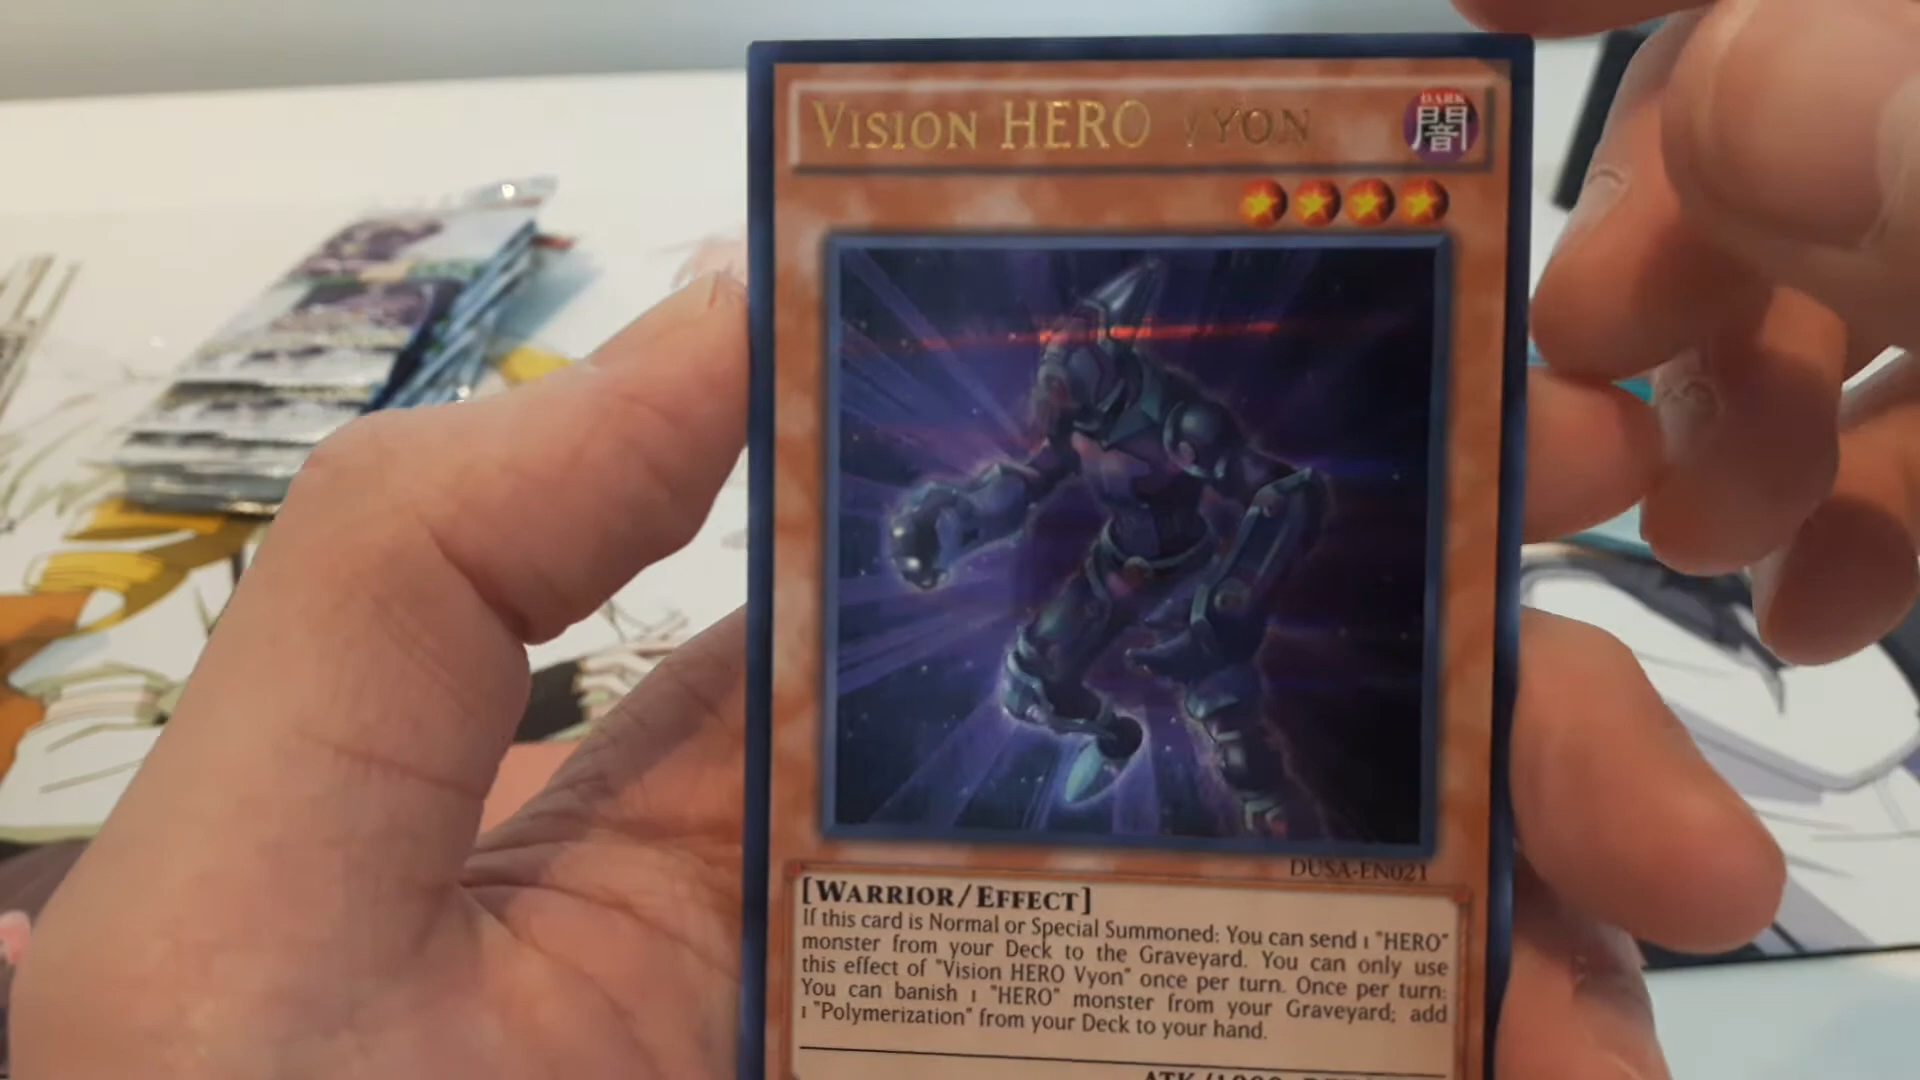 VISION HERO VYON
DARK
闇
DUSA-EN021
[WARRIOR/EFFECT]
If this card is Normal or Special Summoned: You can send 1 "HERO"
monster from your Deck to the Graveyard. You can only use
this effect of "Vision HERO Vyon" once per turn. Once per turn:
You can banish 1 "HERO" monster from your Graveyard; add
1 "Polymerization" from your Deck to your hand.
ATK/1000